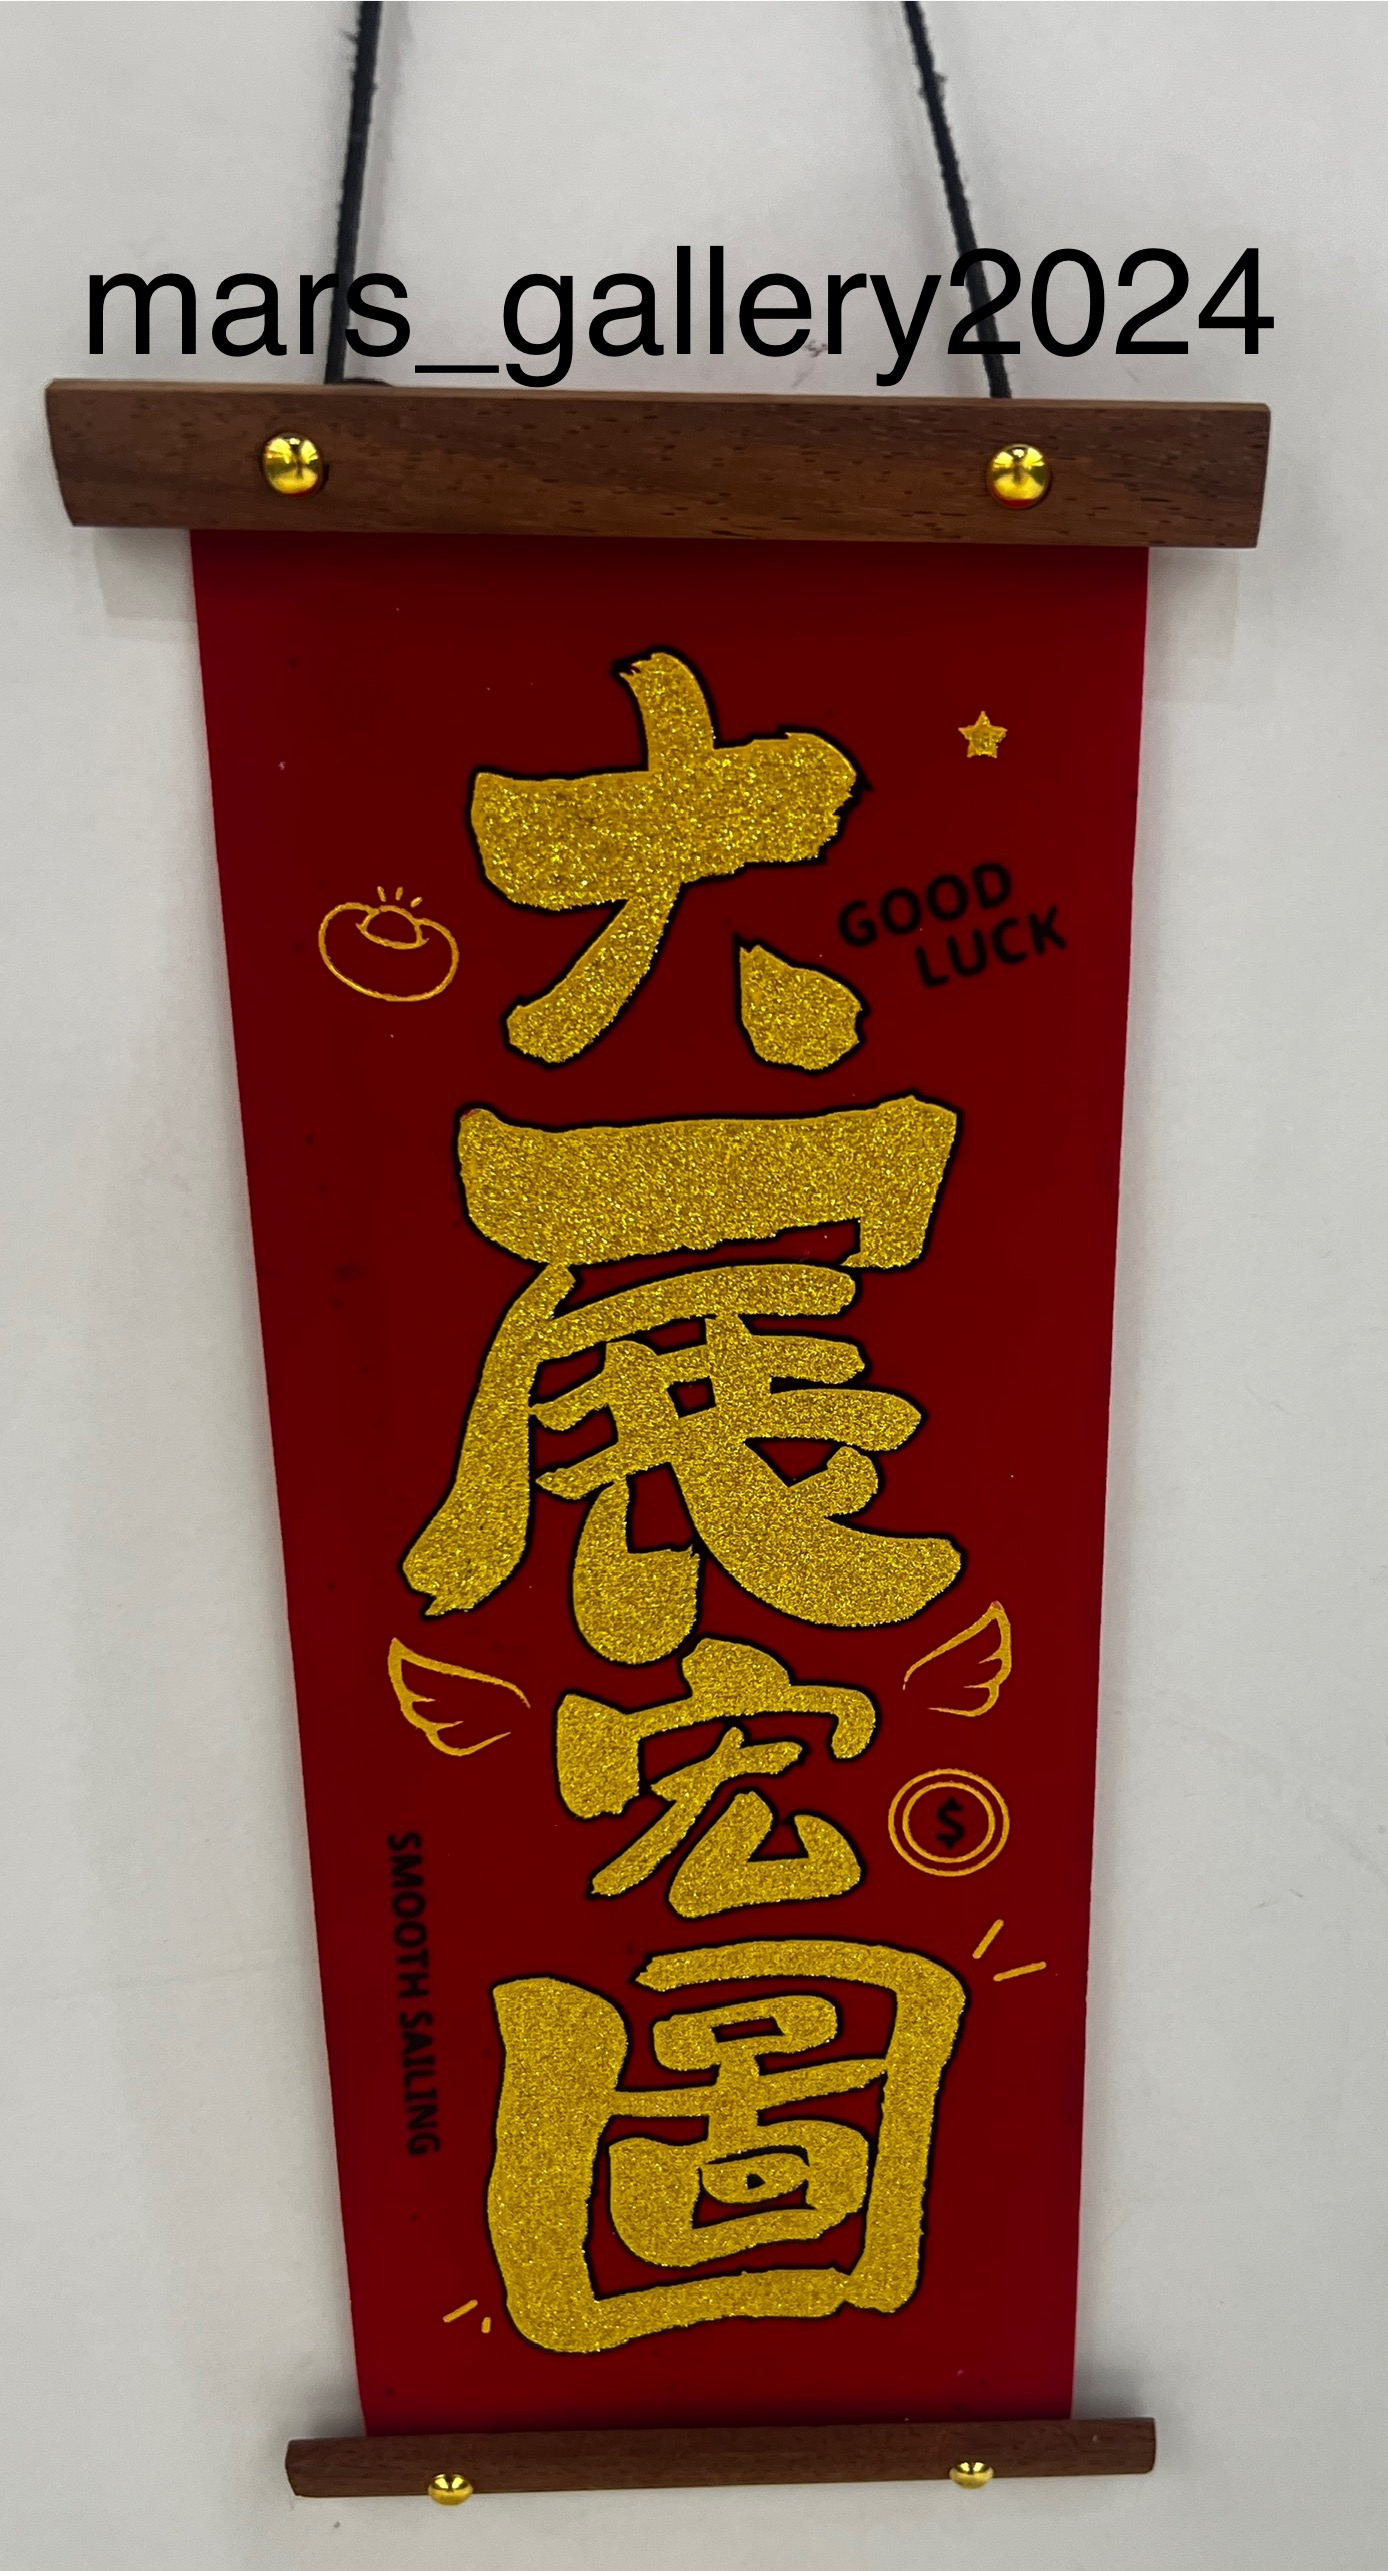 mars_gallery2024
大展宏圖
GOOD
LUCK
$
SMOOTH SAILING